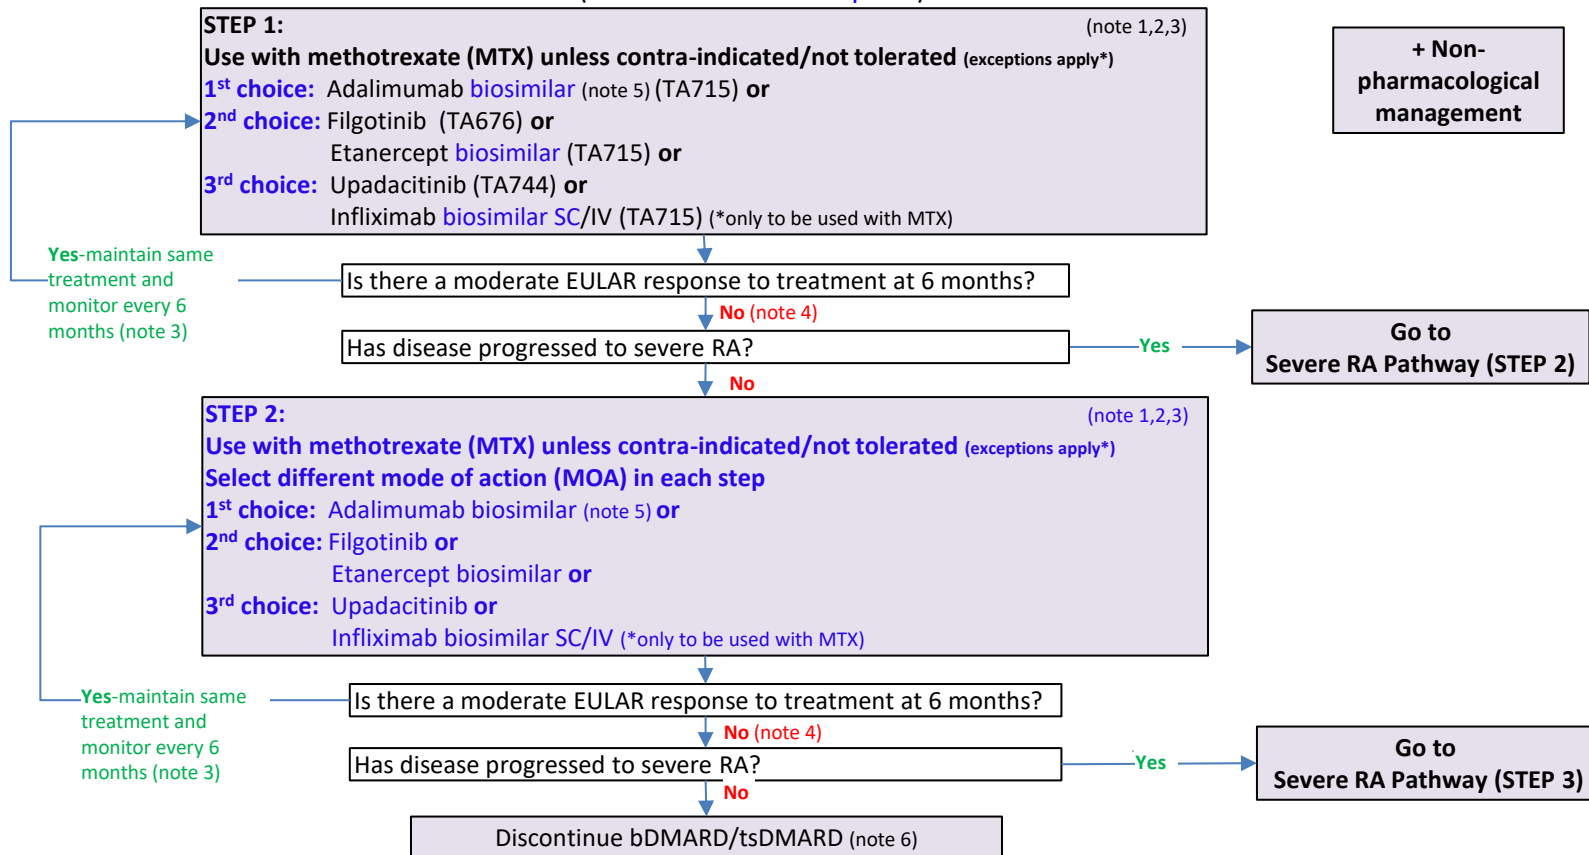 STEP 1: (note 1,2,3)
Use with methotrexate (MTX) unless contra-indicated/not tolerated (exceptions apply*)
1st choice: Adalimumab biosimilar (note 5) (TA715) or
2nd choice: Filgotinib (TA676) or
Etanercept biosimilar (TA715) or
3rd choice: Upadacitinib (TA744) or
Infliximab biosimilar SC/IV (TA715) (*only to be used with MTX)
+ Non-
pharmacological
management
Yes-maintain same
treatment and
monitor every 6
months (note 3)
Is there a moderate EULAR response to treatment at 6 months?
No (note 4)
Has disease progressed to severe RA?
Yes
Go to
Severe RA Pathway (STEP 2)
No
STEP 2: (note 1,2,3)
Use with methotrexate (MTX) unless contra-indicated/not tolerated (exceptions apply*)
Select different mode of action (MOA) in each step
1st choice: Adalimumab biosimilar (note 5) or
2nd choice: Filgotinib or
Etanercept biosimilar or
3rd choice: Upadacitinib or
Infliximab biosimilar SC/IV (*only to be used with MTX)
Yes-maintain same
treatment and
monitor every 6
months (note 3)
Is there a moderate EULAR response to treatment at 6 months?
No (note 4)
Has disease progressed to severe RA?
Yes
Go to
Severe RA Pathway (STEP 3)
No
Discontinue bDMARD/tsDMARD (note 6)